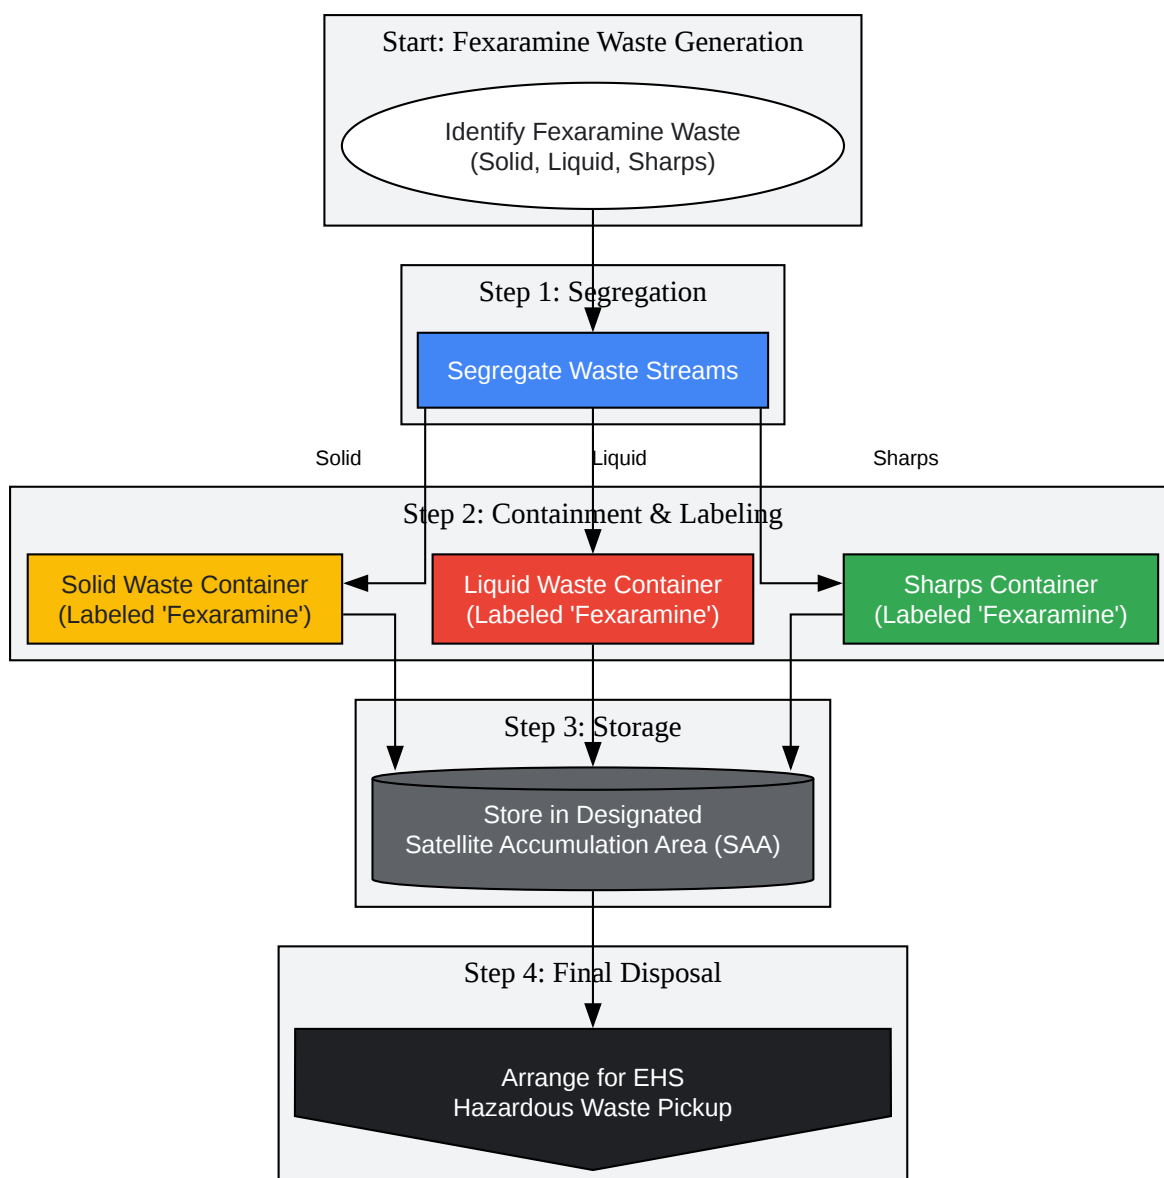 Start: Fexaramine Waste Generation
Identify Fexaramine Waste
(Solid, Liquid, Sharps)
Step 1: Segregation
Segregate Waste Streams
Solid
Liquid
Sharps
Step 2: Containment & Labeling
Solid Waste Container
(Labeled 'Fexaramine')
Liquid Waste Container
(Labeled 'Fexaramine')
Sharps Container
(Labeled 'Fexaramine')
Step 3: Storage
Store in Designated
Satellite Accumulation Area (SAA)
Step 4: Final Disposal
Arrange for EHS
Hazardous Waste Pickup